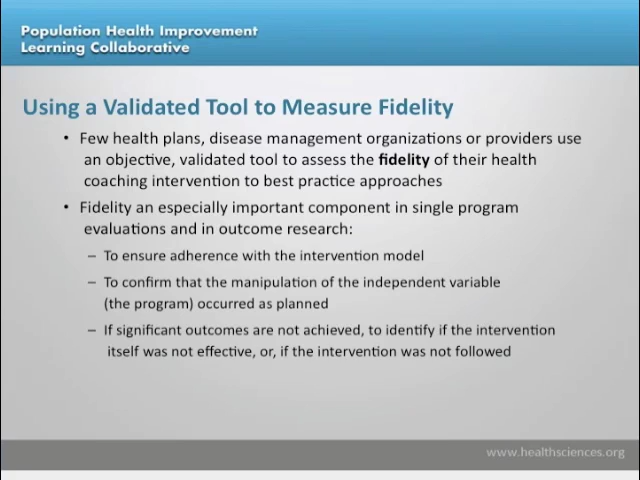 Population Health Improvement
Learning Collaborative
Using a Validated Tool to Measure Fidelity
• Few health plans, disease management organizations or providers use
an objective, validated tool to assess the fidelity of their health
coaching intervention to best practice approaches
• Fidelity an especially important component in single program
evaluations and in outcome research:
– To ensure adherence with the intervention model
– To confirm that the manipulation of the independent variable
(the program) occurred as planned
– If significant outcomes are not achieved, to identify if the intervention
itself was not effective, or, if the intervention was not followed
www.healthsciences.org